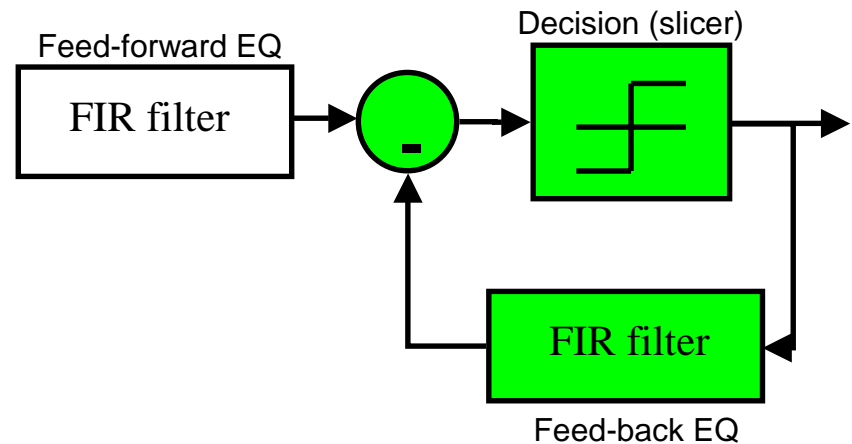 Decision (slicer)
Feed-forward EQ
FIR filter
-
FIR filter
Feed-back EQ